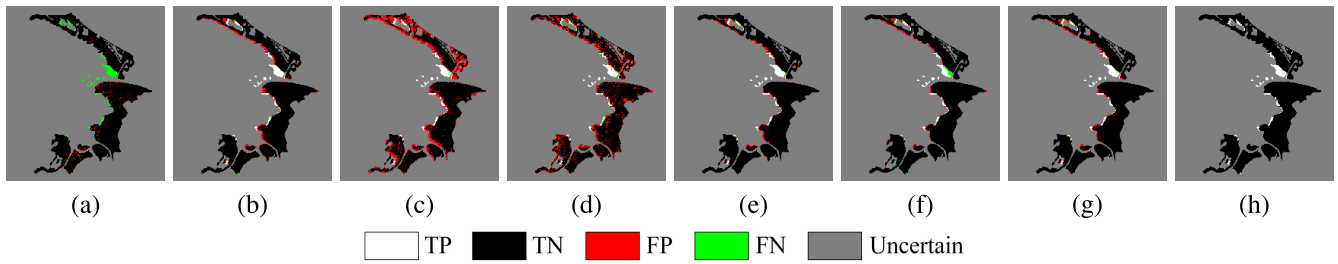 (a) (b) (c) (d) (e) (f) (g) (h)
TP TN FP FN Uncertain